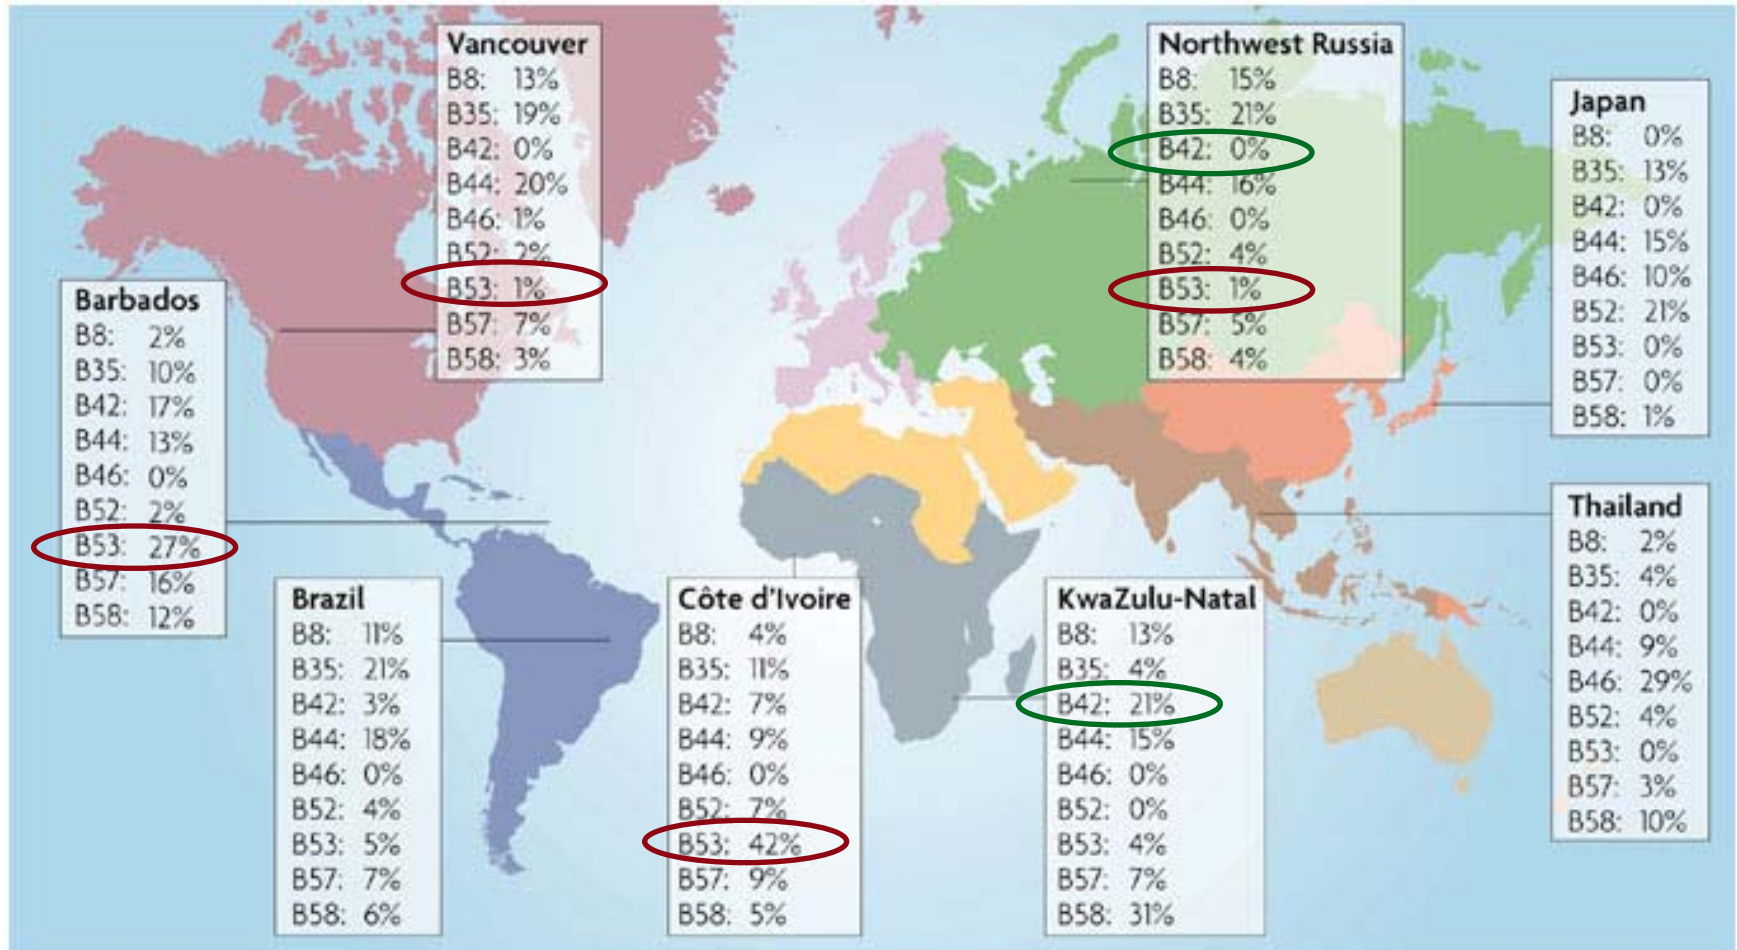 Vancouver
B8: 13%
B35: 19%
B42: 0%
B44: 20%
B46: 1%
B52: 2%
B53: 1%
B57: 7%
B58: 3%
Northwest Russia
B8: 15%
B35: 21%
B42: 0%
B44: 16%
B46: 0%
B52: 4%
B53: 1%
B57: 5%
B58: 4%
Japan
B8: 0%
B35: 13%
B42: 0%
B44: 15%
B46: 10%
B52: 21%
B53: 0%
B57: 0%
B58: 1%
Barbados
B8: 2%
B35: 10%
B42: 17%
B44: 13%
B46: 0%
B52: 2%
B53: 27%
B57: 16%
B58: 12%
Brazil
B8: 11%
B35: 21%
B42: 3%
B44: 18%
B46: 0%
B52: 4%
B53: 5%
B57: 7%
B58: 6%
Côte d'Ivoire
B8: 4%
B35: 11%
B42: 7%
B44: 9%
B46: 0%
B52: 7%
B53: 42%
B57: 9%
B58: 5%
KwaZulu-Natal
B8: 13%
B35: 4%
B42: 21%
B44: 15%
B46: 0%
B52: 0%
B53: 4%
B57: 7%
B58: 31%
Thailand
B8: 2%
B35: 4%
B42: 0%
B44: 9%
B46: 29%
B52: 4%
B53: 0%
B57: 3%
B58: 10%